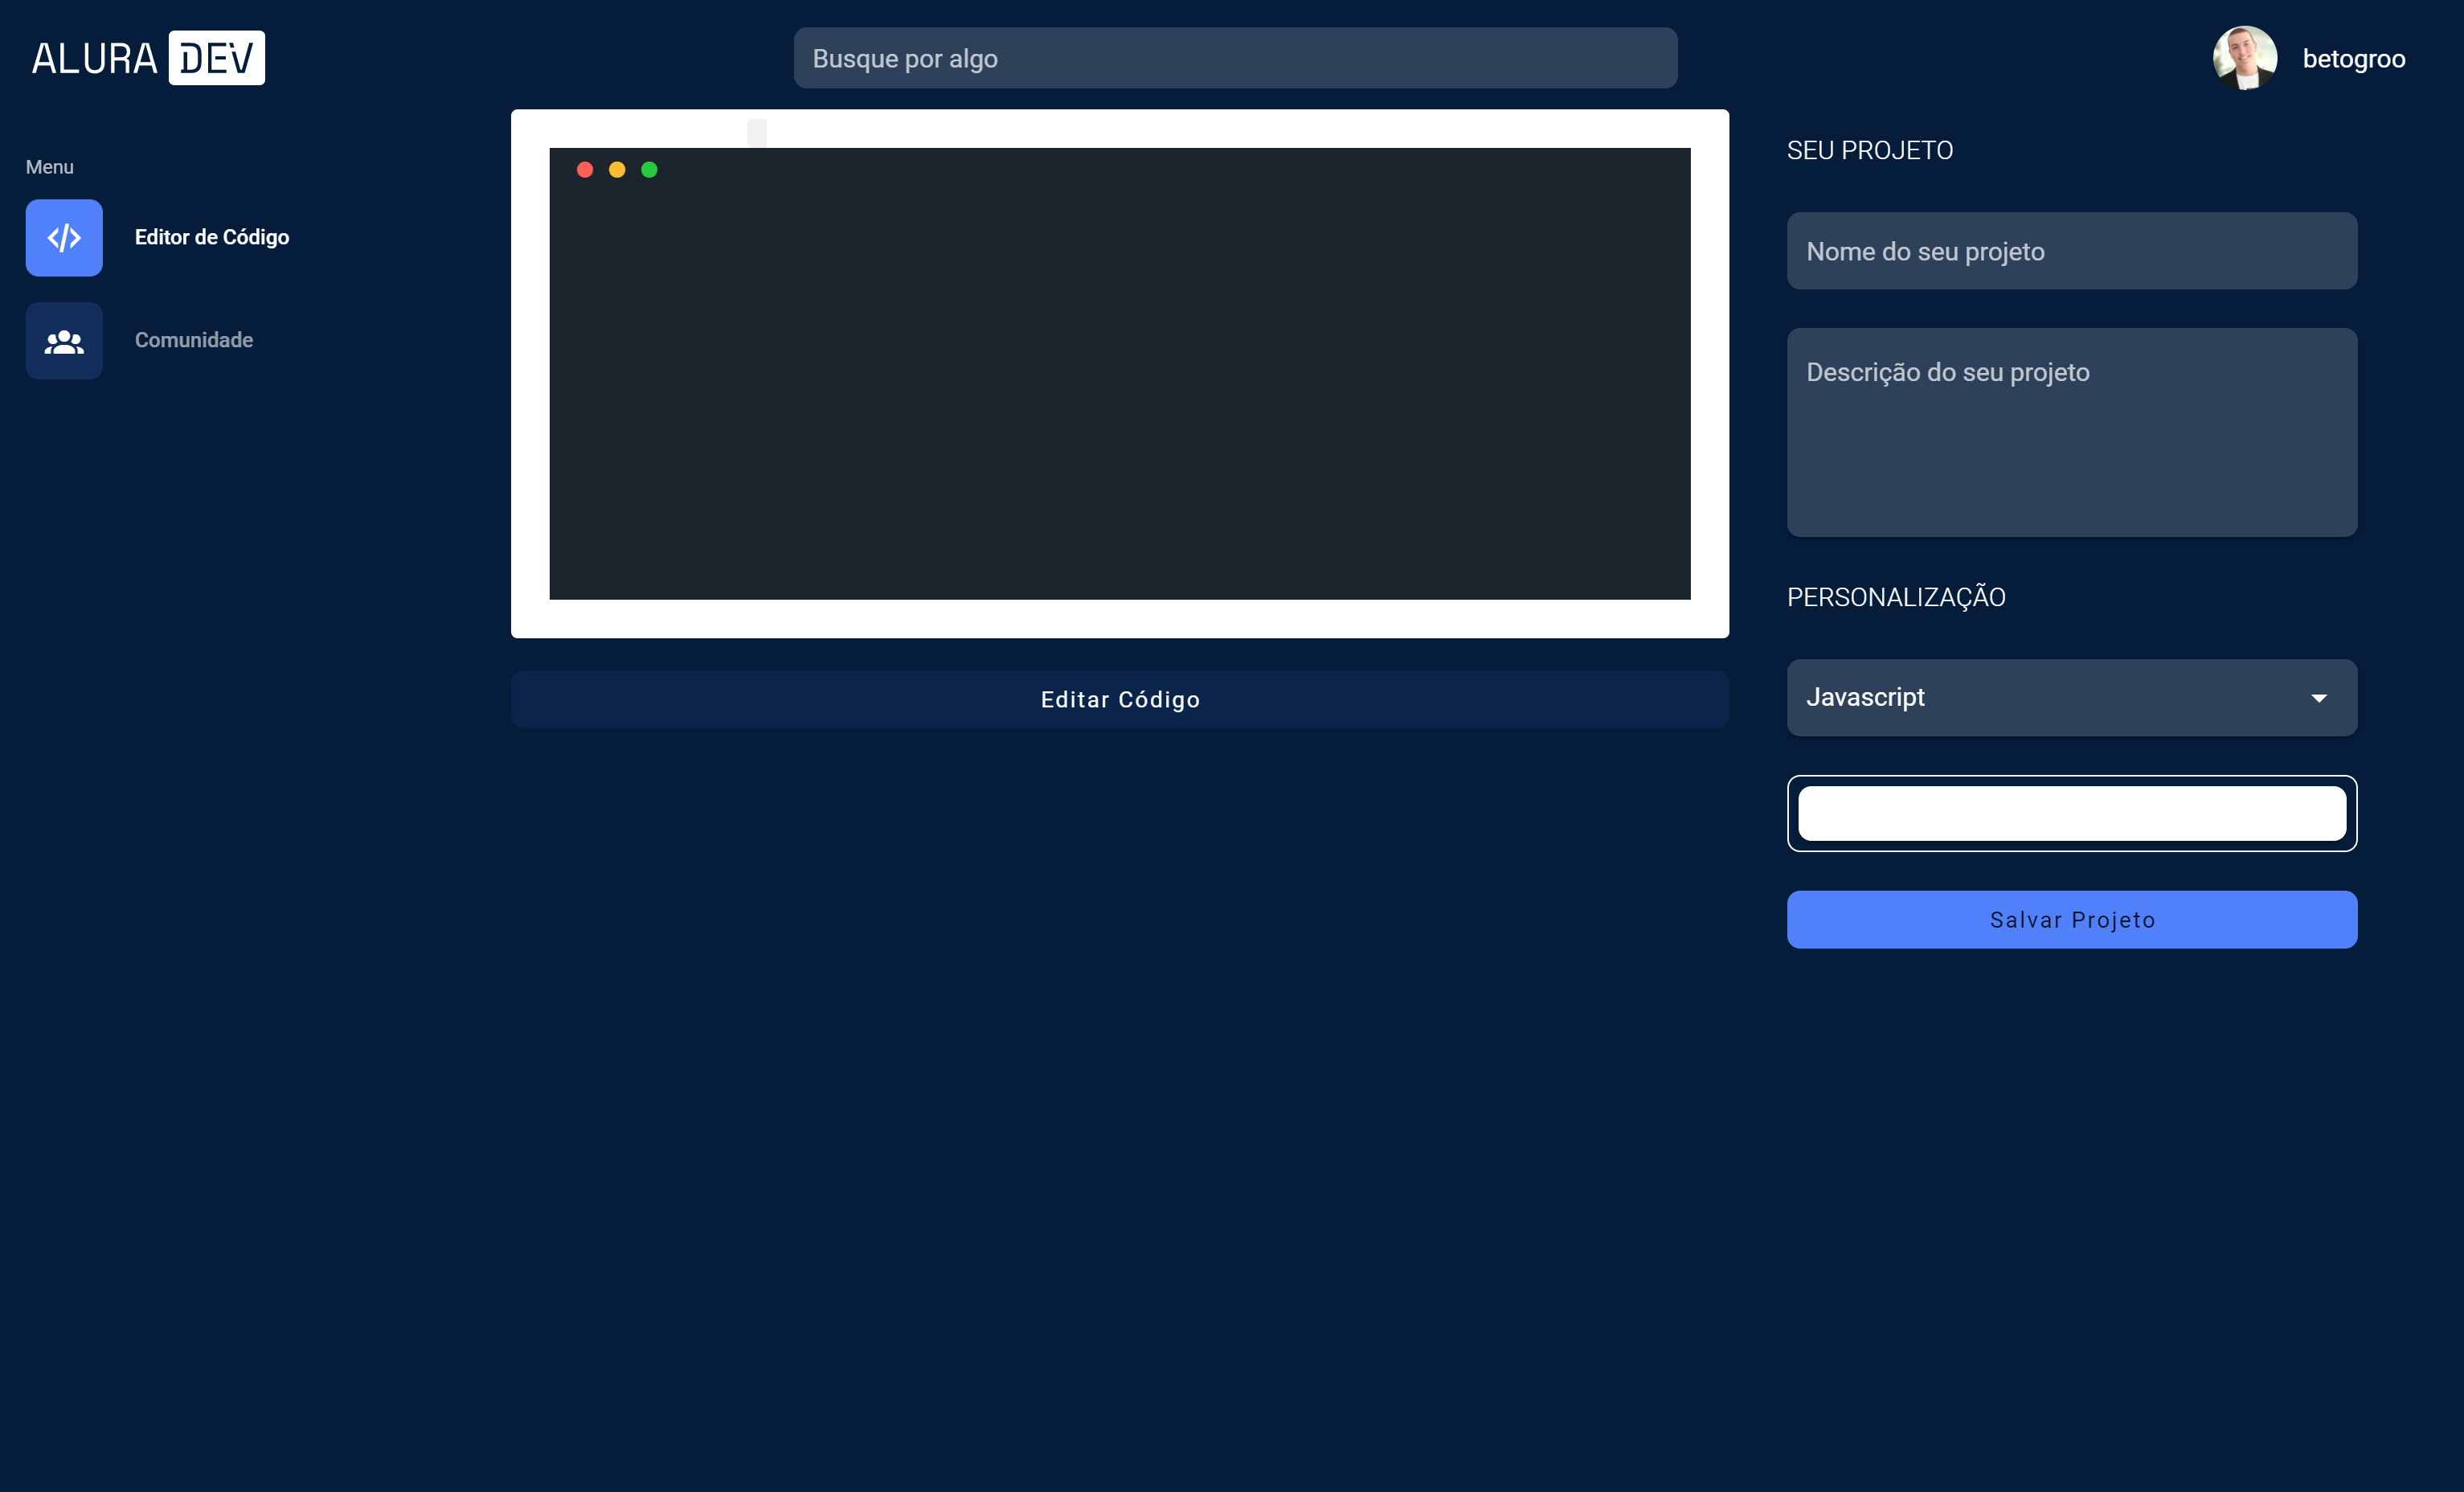 ALURA DEV
Busque por algo
betogroo
Menu
Editor de Código
Comunidade
Editar Código
SEU PROJETO
Nome do seu projeto
Descrição do seu projeto
PERSONALIZAÇÃO
Javascript
Salvar Projeto